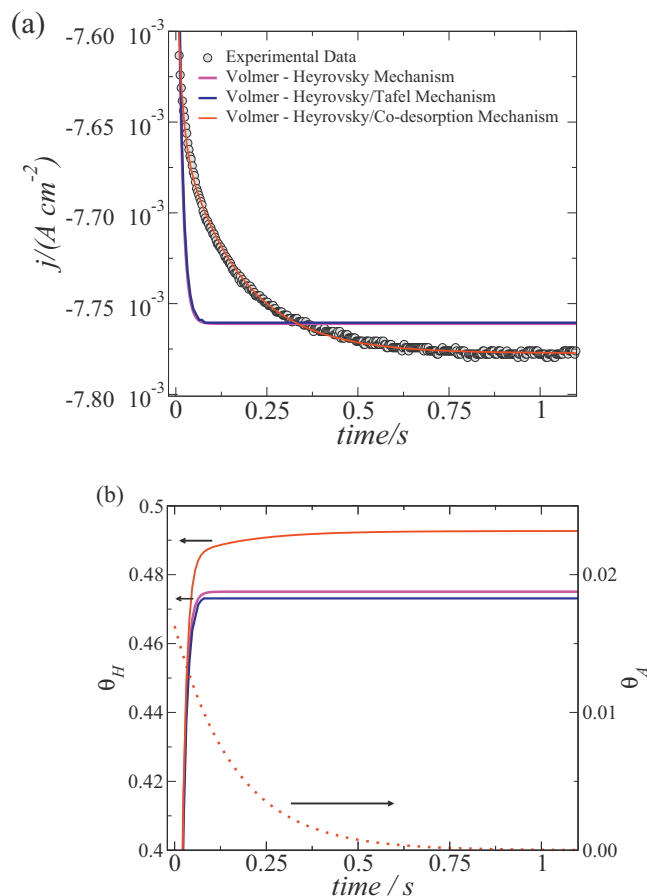 (a)
-7.60 10⁻³
-7.65 10⁻³
-7.70 10⁻³
-7.75 10⁻³
-7.80 10⁻³
j/(A cm⁻²)
Experimental Data
Volmer - Heyrovsky Mechanism
Volmer - Heyrovsky/Tafel Mechanism
Volmer - Heyrovsky/Co-desorption Mechanism
0 0.25 0.5 0.75 1
time/s
(b)
0.5
0.48
0.46
0.44
0.42
0.4
θ_H
0.02
0.01
0.00
θ_A
0 0.25 0.5 0.75 1
time / s